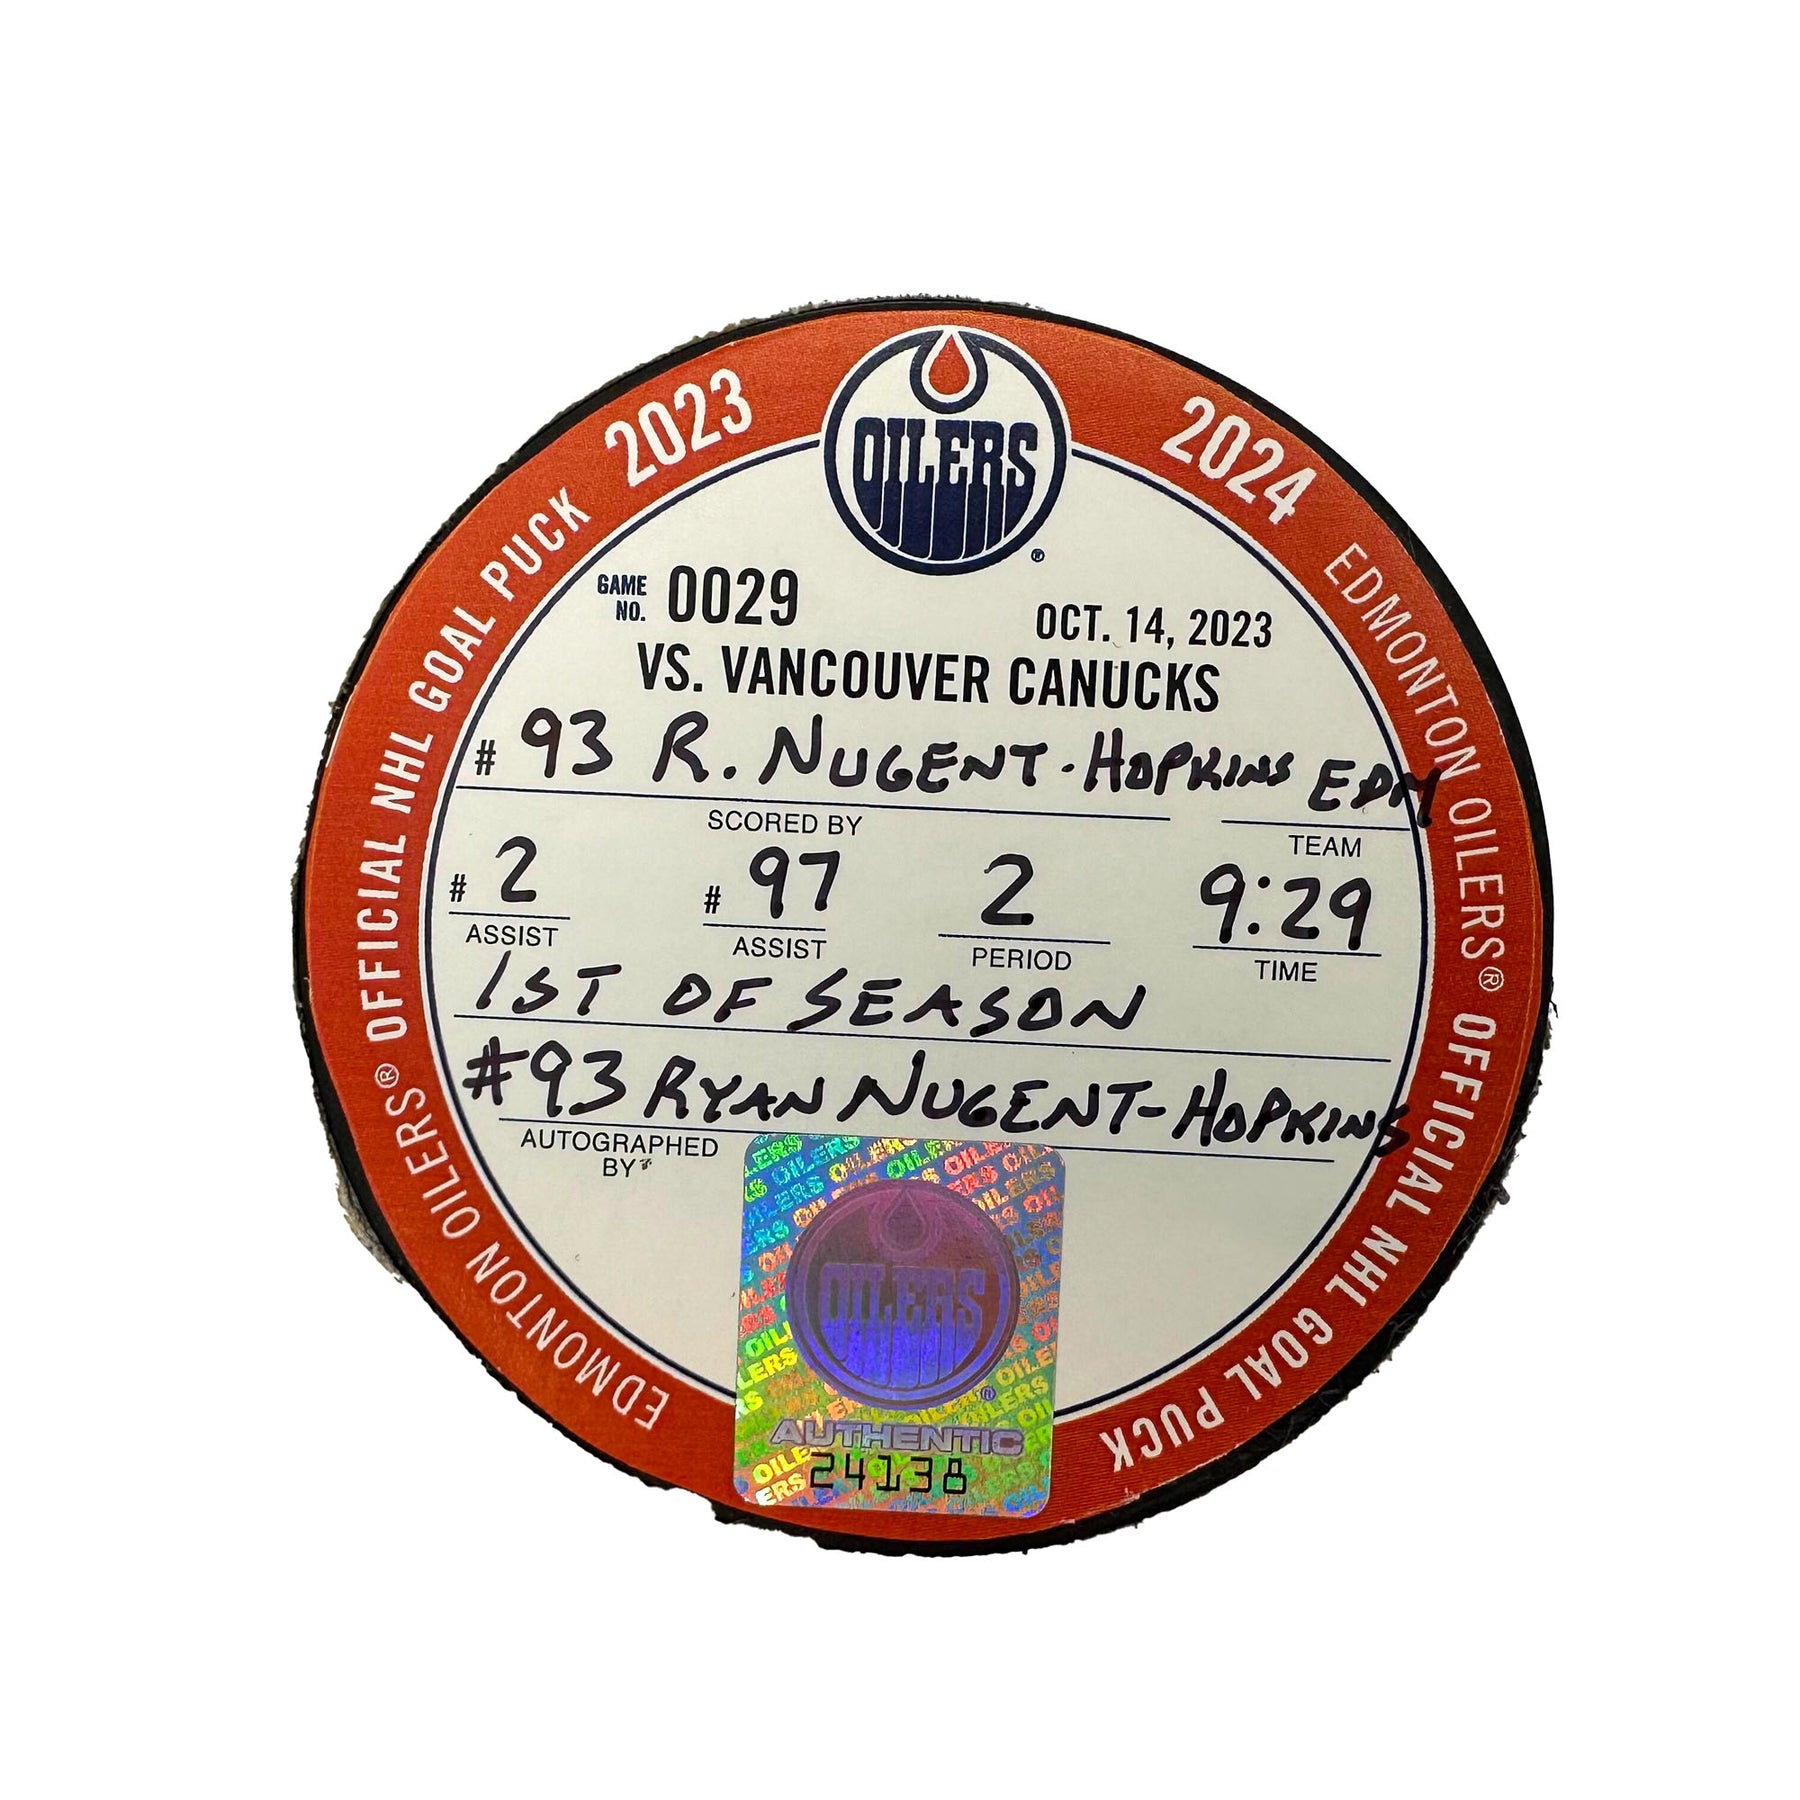 2023 2024
EDMONTON OILERS® OFFICIAL NHL GOAL PUCK
EDMONTON OILERS® OFFICIAL NHL GOAL PUCK
OILERS
®
GAME NO. 0029
OCT. 14, 2023
VS. VANCOUVER CANUCKS
# 93 R. NUGENT-HOPKINS EDM
SCORED BY TEAM
# 2 # 97 2 9:29
ASSIST ASSIST PERIOD TIME
1ST OF SEASON
#93 RYAN NUGENT-HOPKINS
AUTOGRAPHED
BY
OILERS
®
AUTHENTIC
24138